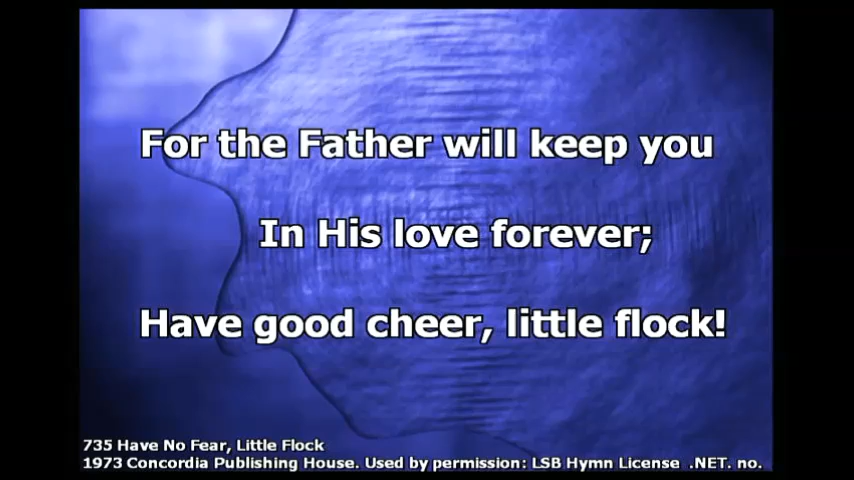 For the Father will keep you
In His love forever;
Have good cheer, little flock!
735 Have No Fear, Little Flock
1973 Concordia Publishing House. Used by permission: LSB Hymn License .NET. no.